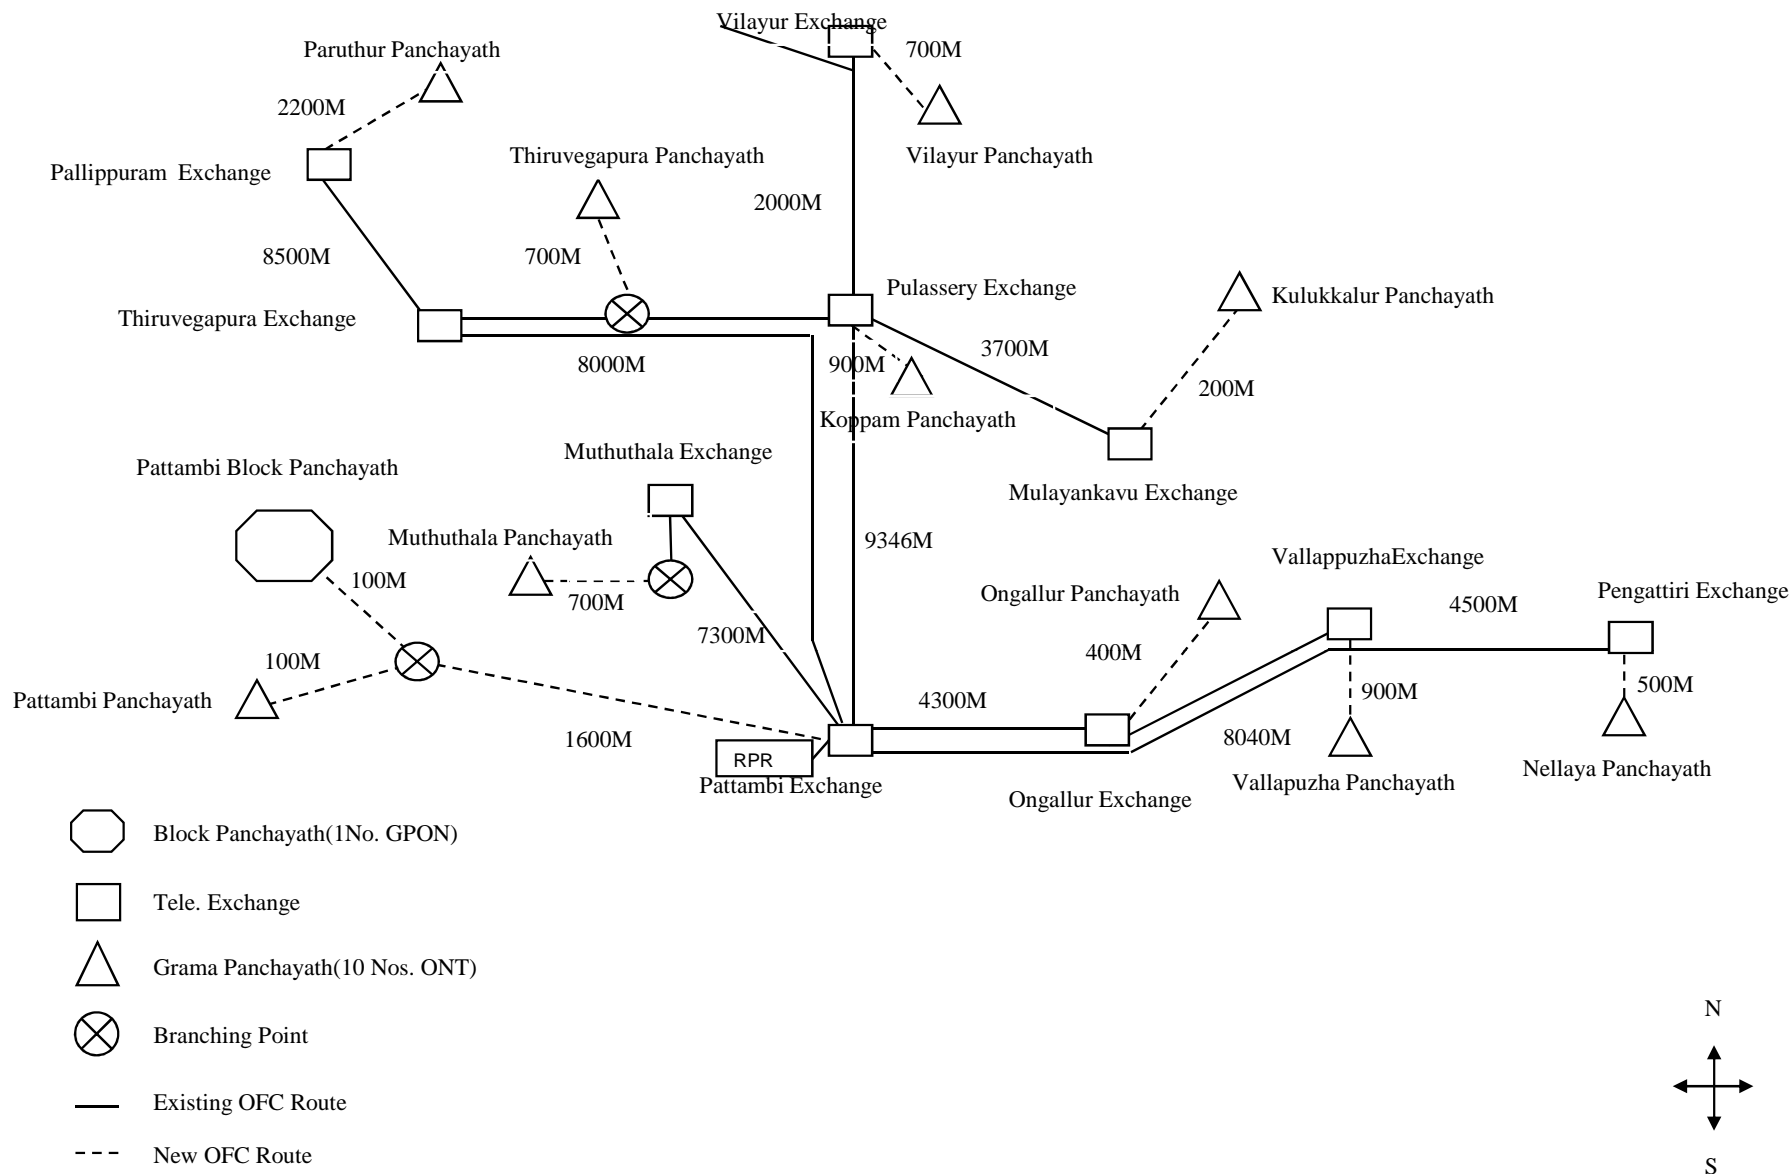 Vilayur Exchange
Paruthur Panchayath
700M
2200M
Thiruvegapura Panchayath
Vilayur Panchayath
Pallippuram  Exchange
2000M
8500M
700M
Pulassery Exchange
Kulukkalur Panchayath
Thiruvegapura Exchange
3700M
8000M
900M
200M
Koppam Panchayath
Muthuthala Exchange
Pattambi Block Panchayath
Mulayankavu Exchange
Muthuthala Panchayath
9346M
VallappuzhaExchange
100M
Ongallur Panchayath
Pengattiri Exchange
700M
4500M
7300M
400M
100M
500M
Pattambi Panchayath
4300M
900M
1600M
8040M
RPR
Pattambi Exchange
Ongallur Exchange
Vallapuzha Panchayath
Nellaya Panchayath
Block Panchayath(1No. GPON)
Tele. Exchange
Grama Panchayath(10 Nos. ONT)
Branching Point
Existing OFC Route
New OFC Route
N
S